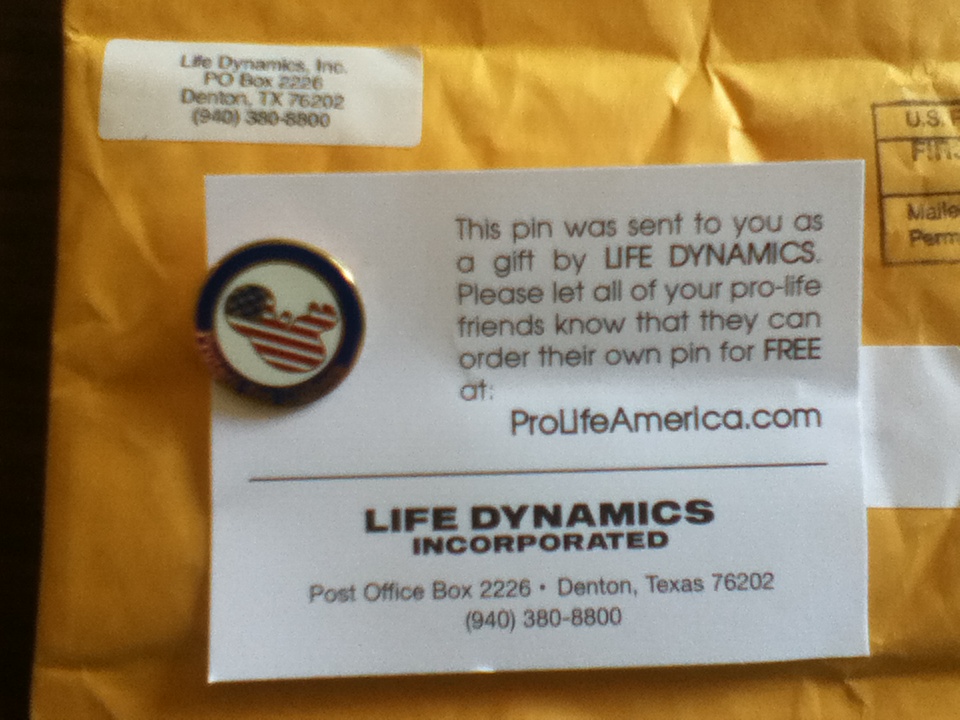 Life Dynamics, Inc.
PO Box 2226
Denton, TX 76202
(940) 380-8800
U.S.
Maile
Perm
This pin was sent to you as
a gift by LIFE DYNAMICS.
Please let all of your pro-life
friends know that they can
order their own pin for FREE
at:
ProLifeAmerica.com
LIFE DYNAMICS
INCORPORATED
Post Office Box 2226 • Denton, Texas 76202
(940) 380-8800